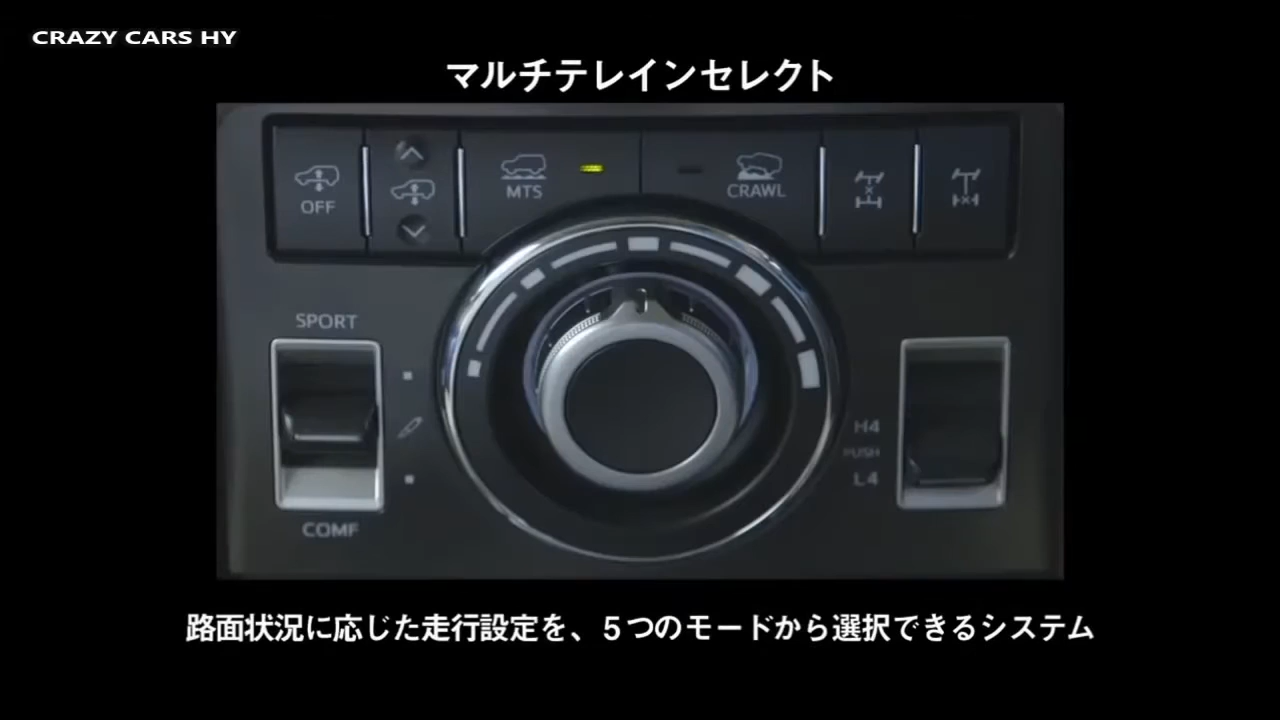 CRAZY CARS HY
マルチテレインセレクト
OFF
MTS
CRAWL
SPORT
COMF
H4
PUSH
L4
路面状況に応じた走行設定を、5つのモードから選択できるシステム